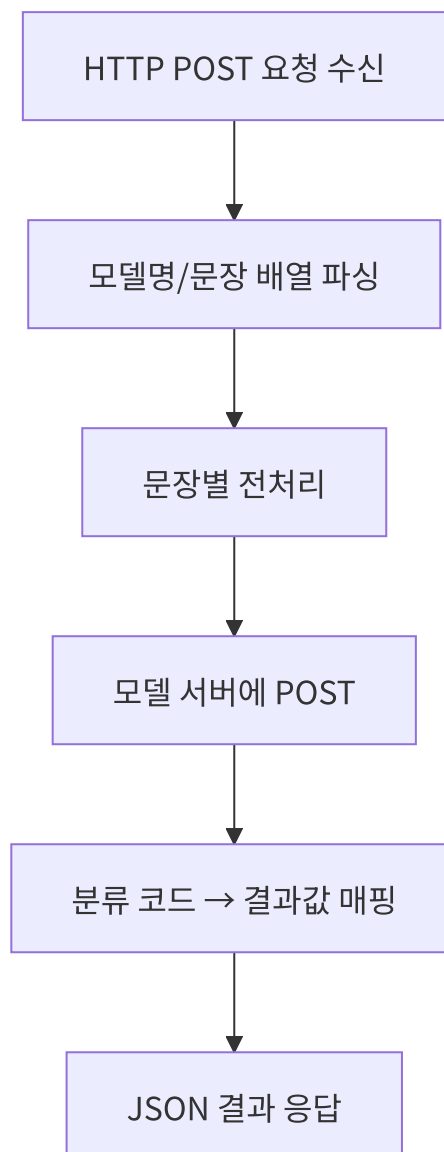 HTTP POST 요청 수신
모델명/문장 배열 파싱
문장별 전처리
모델 서버에 POST
분류 코드 → 결과값 매핑
JSON 결과 응답